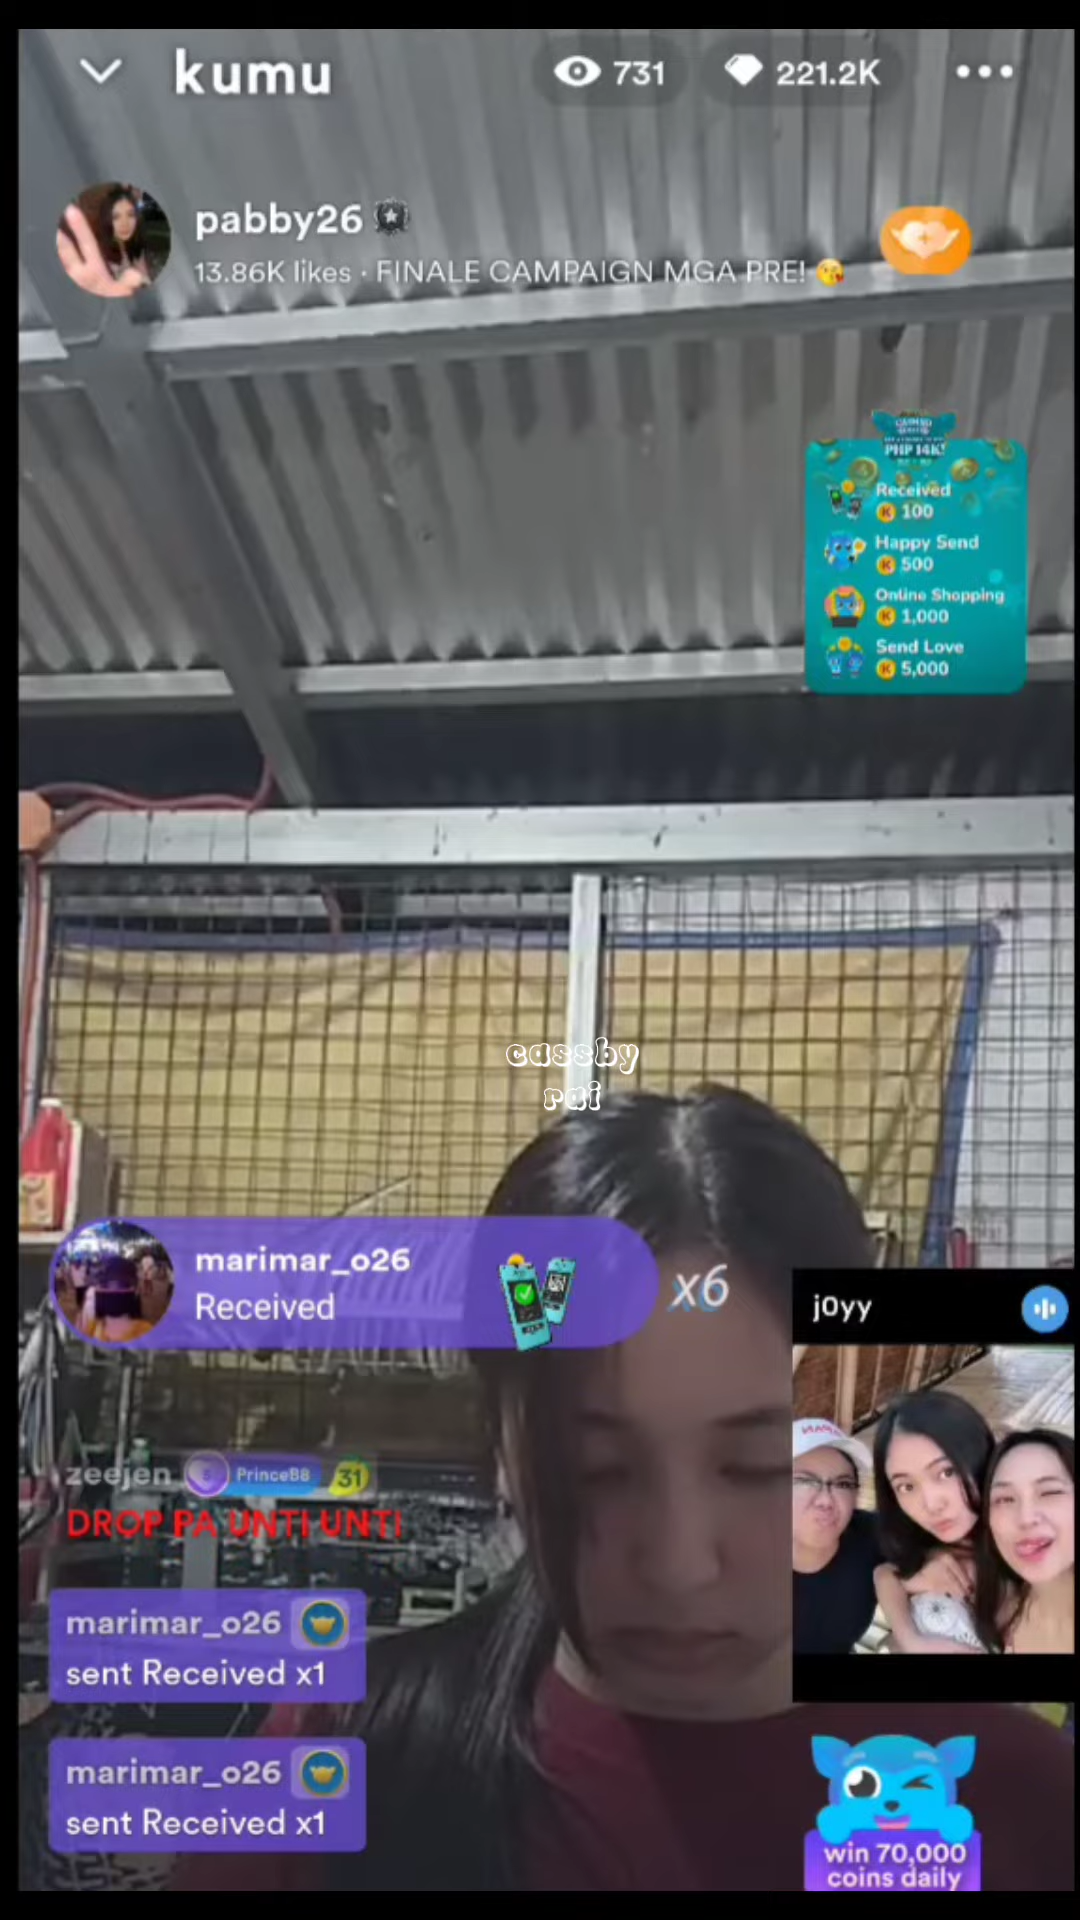 kumu
731
221.2K
pabby26
13.86K likes · FINALE CAMPAIGN MGA PRE! 😘
PHP 14K!
Received
K 100
Happy Send
K 500
Online Shopping
K 1,000
Send Love
K 5,000
cassby
rai
marimar_o26
Received
x6
j0yy
zeejen PrinceB8 31
DROP PA UNTI UNTI
marimar_o26
sent Received x1
marimar_o26
sent Received x1
win 70,000
coins daily